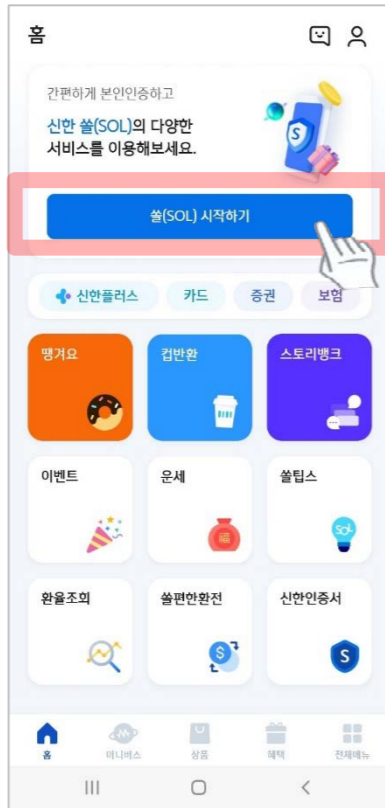 홈
간편하게 본인인증하고
신한 쏠(SOL)의 다양한
서비스를 이용해보세요.
S
쏠(SOL) 시작하기
신한플러스 카드 증권 보험
땡겨요 컵반환 스토리뱅크
이벤트 운세 쏠팁스
SOL
환율조회 쏠편한환전 신한인증서
$ S
홈 머니버스 상품 혜택 전체메뉴